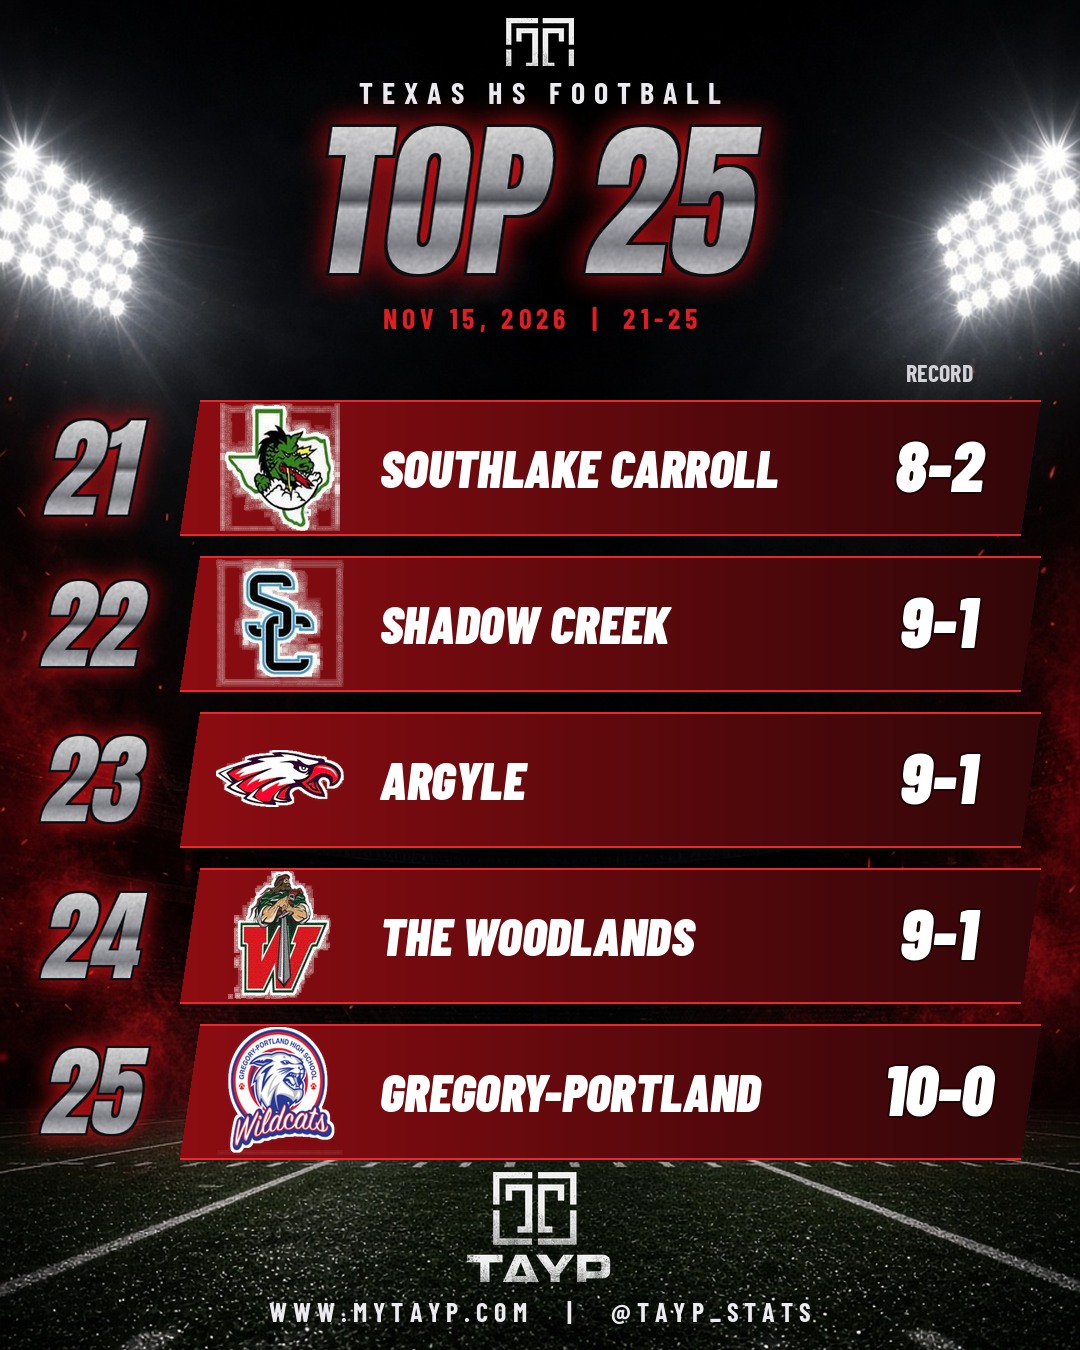 TEXAS HS FOOTBALL
TOP 25
NOV 15, 2026 | 21-25
RECORD
21 SOUTHLAKE CARROLL 8-2
22 SC SHADOW CREEK 9-1
23 ARGYLE 9-1
24 W THE WOODLANDS 9-1
25 GREGORY-PORTLAND HIGH SCHOOL Wildcats GREGORY-PORTLAND 10-0
TAYP
WWW.MYTAYP.COM | @TAYP_STATS